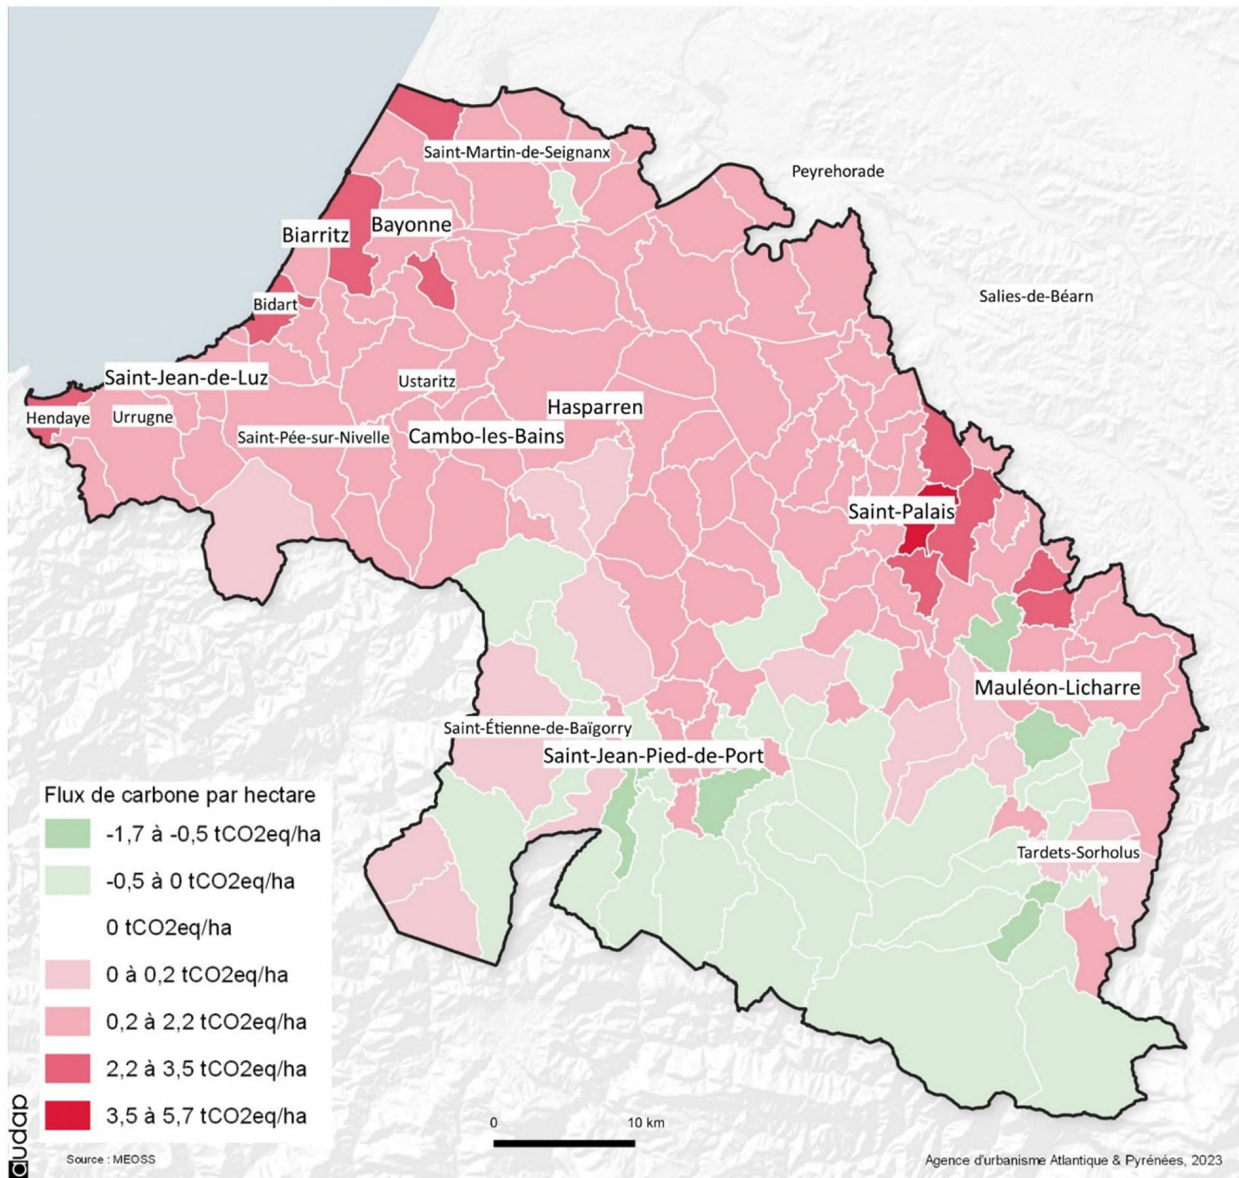 Saint-Martin-de-Seignanx
Peyrehorade
Biarritz
Bayonne
Salies-de-Béarn
Bidart
Saint-Jean-de-Luz
Ustaritz
Hendaye
Urrugne
Hasparren
Saint-Pée-sur-Nivelle
Cambo-les-Bains
Saint-Palais
Mauléon-Licharre
Saint-Étienne-de-Baïgorry
Saint-Jean-Pied-de-Port
Tardets-Sorholus
Flux de carbone par hectare
-1,7 à -0,5 tCO2eq/ha
-0,5 à 0 tCO2eq/ha
0 tCO2eq/ha
0 à 0,2 tCO2eq/ha
0,2 à 2,2 tCO2eq/ha
2,2 à 3,5 tCO2eq/ha
3,5 à 5,7 tCO2eq/ha
0 10 km
audap
Source : MEOSS
Agence d'urbanisme Atlantique & Pyrénées, 2023